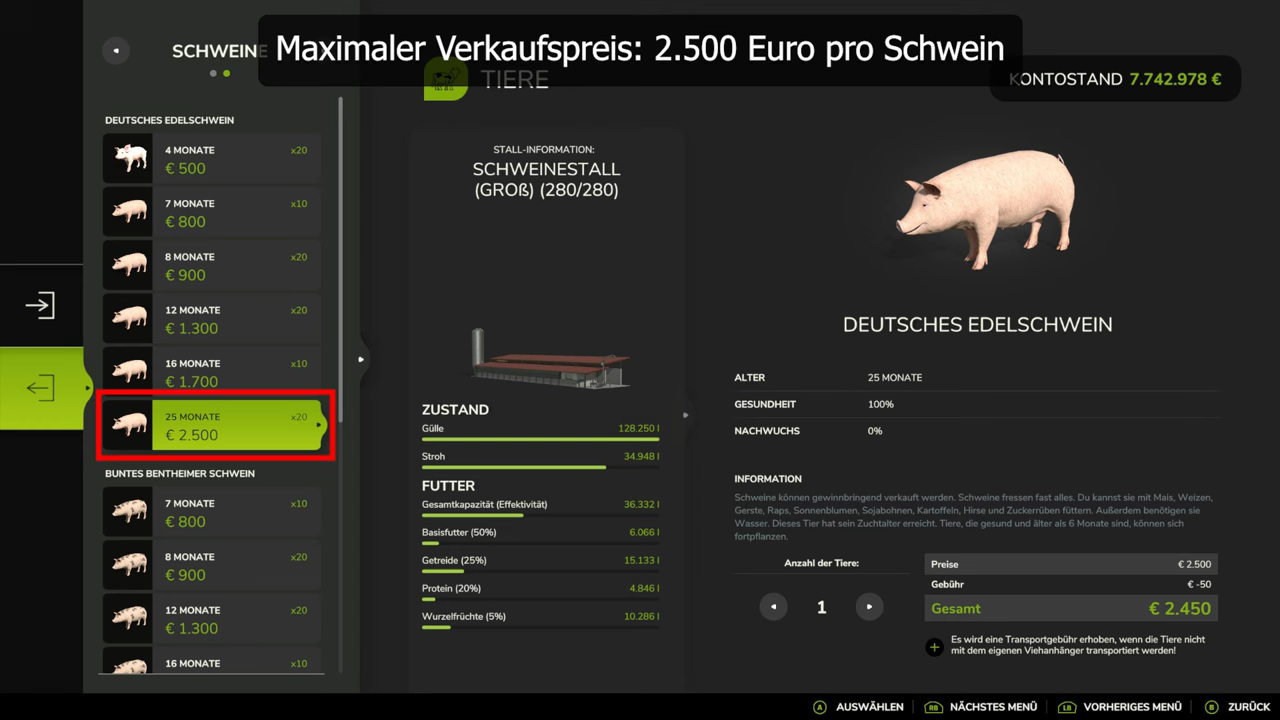 Maximaler Verkaufspreis: 2.500 Euro pro Schwein
SCHWEINE
TIERE
KONTOSTAND 7.742.978 €
DEUTSCHES EDELSCHWEIN
4 MONATE x20
€ 500
7 MONATE x10
€ 800
8 MONATE x20
€ 900
12 MONATE x20
€ 1.300
16 MONATE x10
€ 1.700
25 MONATE x20
€ 2.500
BUNTES BENTHEIMER SCHWEIN
7 MONATE x10
€ 800
8 MONATE x20
€ 900
12 MONATE x20
€ 1.300
16 MONATE x10
STALL-INFORMATION:
SCHWEINESTALL
(GROß) (280/280)
ZUSTAND
Gülle 128.250 l
Stroh 34.948 l
FUTTER
Gesamtkapazität (Effektivität) 36.332 l
Basisfutter (50%) 6.066 l
Getreide (25%) 15.133 l
Protein (20%) 4.846 l
Wurzelfrüchte (5%) 10.286 l
DEUTSCHES EDELSCHWEIN
ALTER 25 MONATE
GESUNDHEIT 100%
NACHWUCHS 0%
INFORMATION
Schweine können gewinnbringend verkauft werden. Schweine fressen fast alles. Du kannst sie mit Mais, Weizen,
Gerste, Raps, Sonnenblumen, Sojabohnen, Kartoffeln, Hirse und Zuckerrüben füttern. Außerdem benötigen sie
Wasser. Dieses Tier hat sein Zuchtalter erreicht. Tiere, die gesund und älter als 6 Monate sind, können sich
fortpflanzen.
Anzahl der Tiere:
1
Preise € 2.500
Gebühr € -50
Gesamt € 2.450
Es wird eine Transportgebühr erhoben, wenn die Tiere nicht
mit dem eigenen Viehanhänger transportiert werden!
A AUSWÄHLEN RB NÄCHSTES MENÜ LB VORHERIGES MENÜ B ZURÜCK